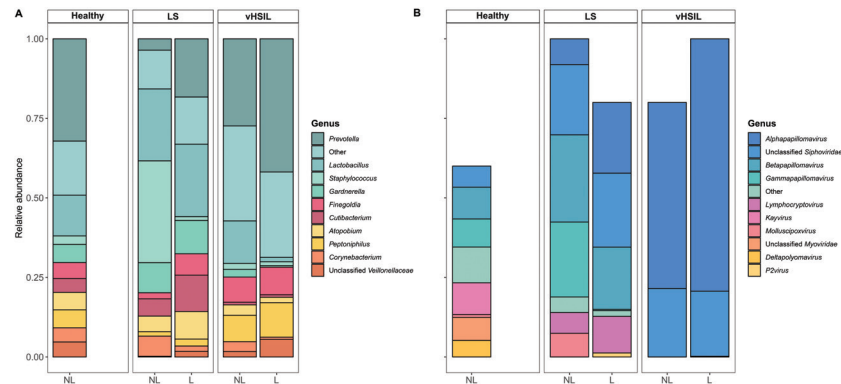 A
Healthy
LS
vHSIL
Relative abundance
1.00
0.75
0.50
0.25
0.00
NL
NL
L
NL
L
Genus
Prevotella
Other
Lactobacillus
Staphylococcus
Gardnerella
Finegoldia
Cutibacterium
Atopobium
Peptoniphilus
Corynebacterium
Unclassified Veillonellaceae
B
Healthy
LS
vHSIL
NL
NL
L
NL
L
Genus
Alphapapillomavirus
Unclassified Siphoviridae
Betapapillomavirus
Gammapapillomavirus
Other
Lymphocryptovirus
Kayvirus
Molluscipoxvirus
Unclassified Myoviridae
Deltapolyomavirus
P2virus